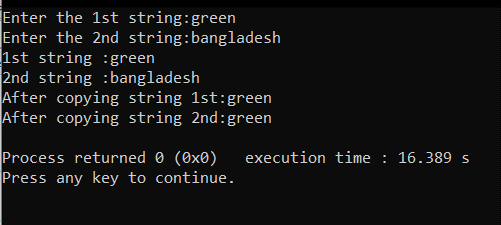 Enter the 1st string:green
Enter the 2nd string:bangladesh
1st string :green
2nd string :bangladesh
After copying string 1st:green
After copying string 2nd:green
Process returned 0 (0x0)   execution time : 16.389 s
Press any key to continue.